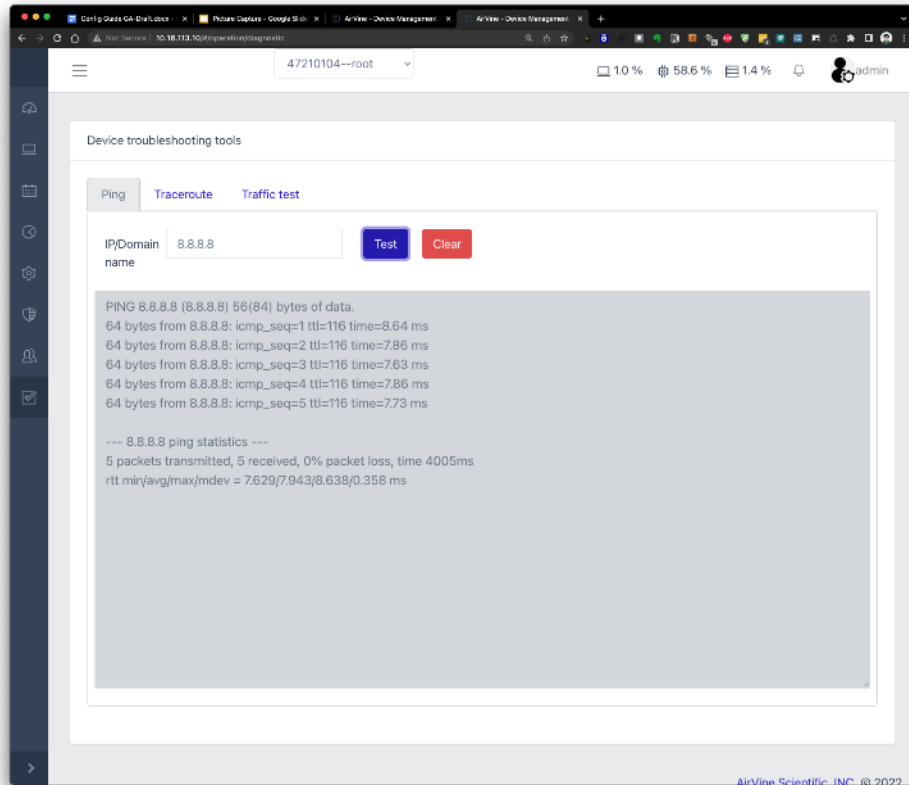 Config Guide GA-Draft.docx -
Picture Capture - Google Slide
AirVine - Device Management
AirVine - Device Management
Not Secure | 10.18.113.10/#/operation/diagnostic
47210104--root
1.0 %
58.6 %
1.4 %
admin
Device troubleshooting tools
Ping
Traceroute
Traffic test
IP/Domain name
8.8.8.8
Test
Clear
PING 8.8.8.8 (8.8.8.8) 56(84) bytes of data.
64 bytes from 8.8.8.8: icmp_seq=1 ttl=116 time=8.64 ms
64 bytes from 8.8.8.8: icmp_seq=2 ttl=116 time=7.86 ms
64 bytes from 8.8.8.8: icmp_seq=3 ttl=116 time=7.63 ms
64 bytes from 8.8.8.8: icmp_seq=4 ttl=116 time=7.86 ms
64 bytes from 8.8.8.8: icmp_seq=5 ttl=116 time=7.73 ms
--- 8.8.8.8 ping statistics ---
5 packets transmitted, 5 received, 0% packet loss, time 4005ms
rtt min/avg/max/mdev = 7.629/7.943/8.638/0.358 ms
AirVine Scientific, INC. © 2022